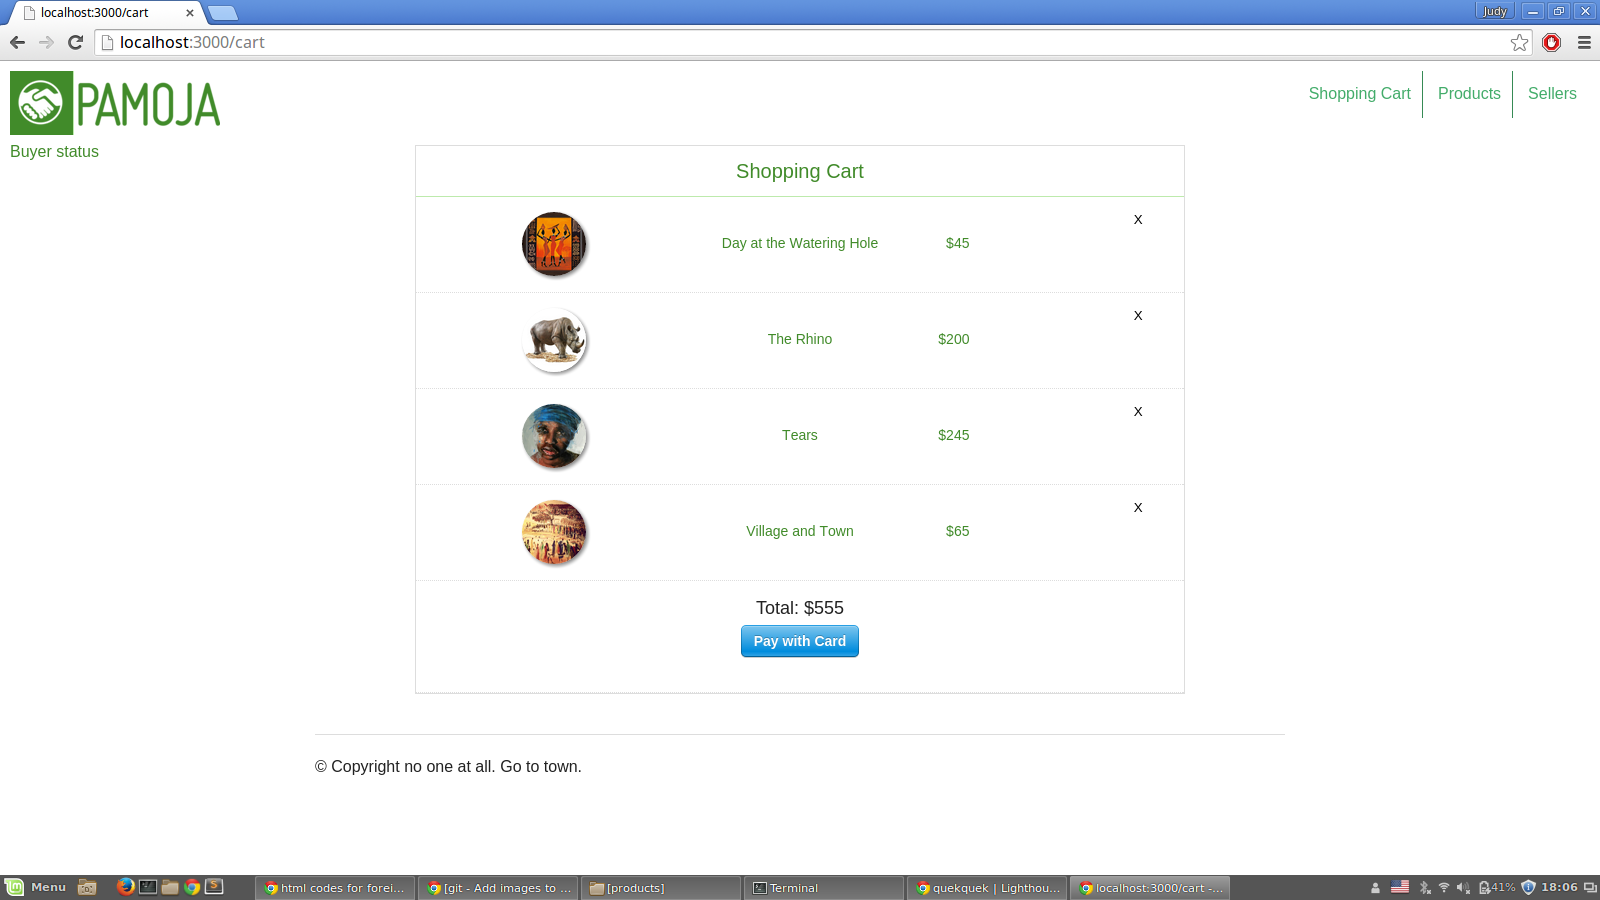 localhost:3000/cart
Judy
localhost:3000/cart
PAMOJA
Shopping Cart
Products
Sellers
Buyer status
Shopping Cart
X
Day at the Watering Hole
$45
X
The Rhino
$200
X
Tears
$245
X
Village and Town
$65
Total: $555
Pay with Card
© Copyright no one at all. Go to town.
Menu
html codes for forei...
[git - Add images to ...
[products]
Terminal
quekquek | Lighthou...
localhost:3000/cart -...
41%
18:06